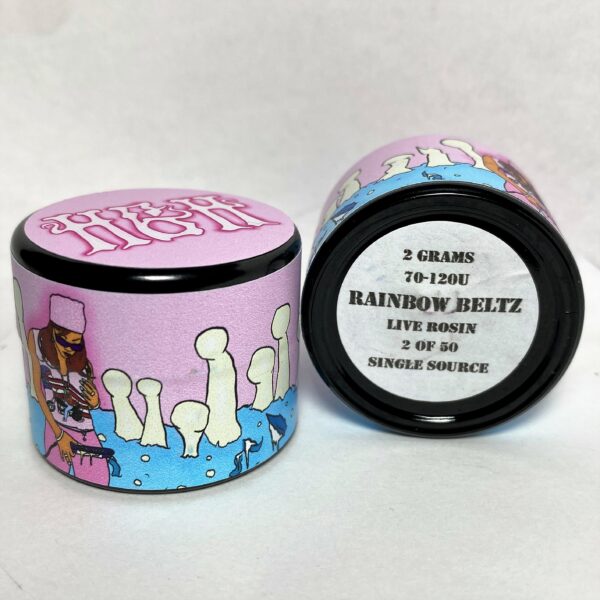 2 GRAMS
70-120U
RAINBOW BELTZ
LIVE ROSIN
2 OF 50
SINGLE SOURCE